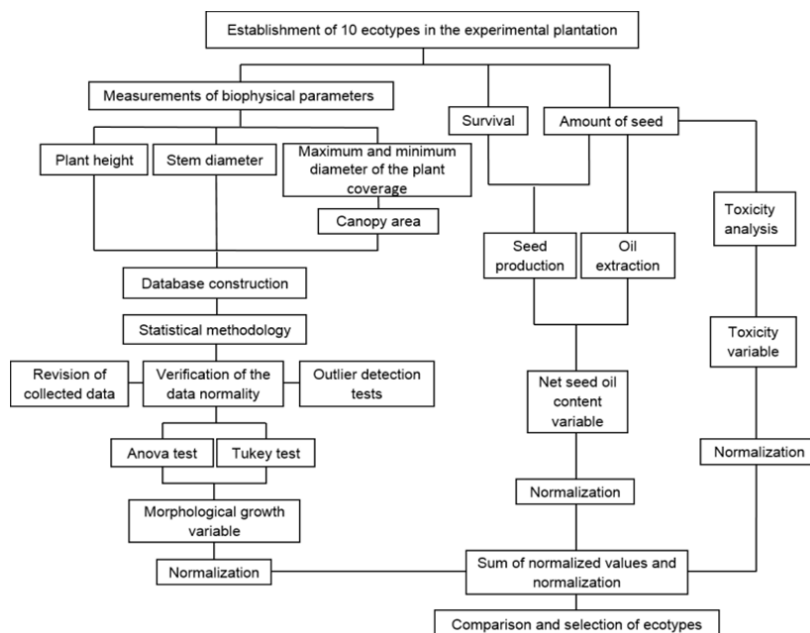 Establishment of 10 ecotypes in the experimental plantation
Measurements of biophysical parameters
Survival
Amount of seed
Plant height
Stem diameter
Maximum and minimum
diameter of the plant
coverage
Canopy area
Toxicity
analysis
Seed
production
Oil
extraction
Database construction
Statistical methodology
Toxicity
variable
Revision of
collected data
Verification of the
data normality
Outlier detection
tests
Net seed oil
content
variable
Anova test
Tukey test
Normalization
Morphological growth
variable
Normalization
Normalization
Sum of normalized values and
normalization
Comparison and selection of ecotypes